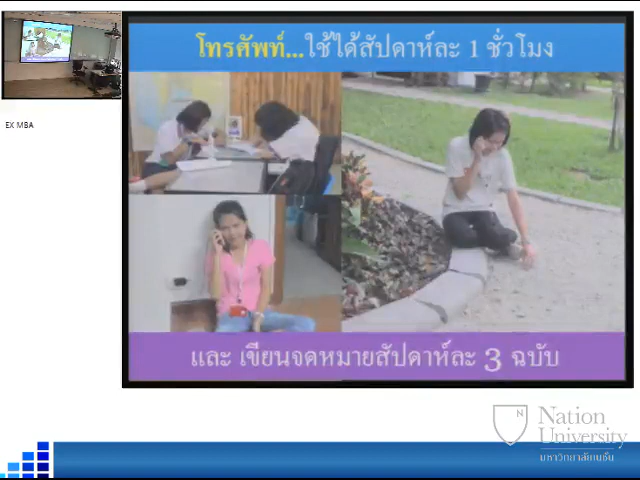 โทรศัพท์...ใช้ได้สัปดาห์ละ 1 ชั่วโมง
EX MBA
และ เขียนจดหมายสัปดาห์ละ 3 ฉบับ
N
Nation
University
มหาวิทยาลัยเนชั่น